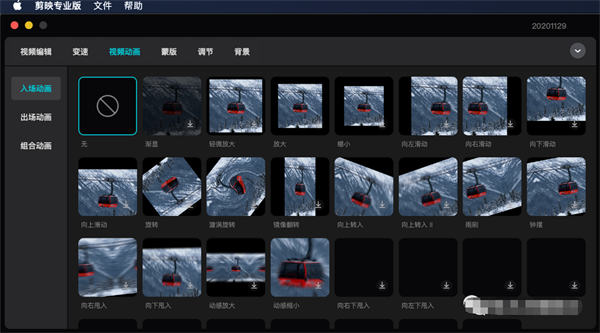 剪映专业版 文件 帮助
20201129
视频编辑 变速 视频动画 蒙版 调节 背景
入场动画
出场动画
组合动画
无 渐显 轻微放大 放大 缩小 向左滑动 向右滑动 向下滑动
向上滑动 旋转 漩涡旋转 镜像翻转 向上转入 向上转入 II 雨刷 钟摆
向右甩入 向下甩入 动感放大 动感缩小 向右下甩入 向左下甩入